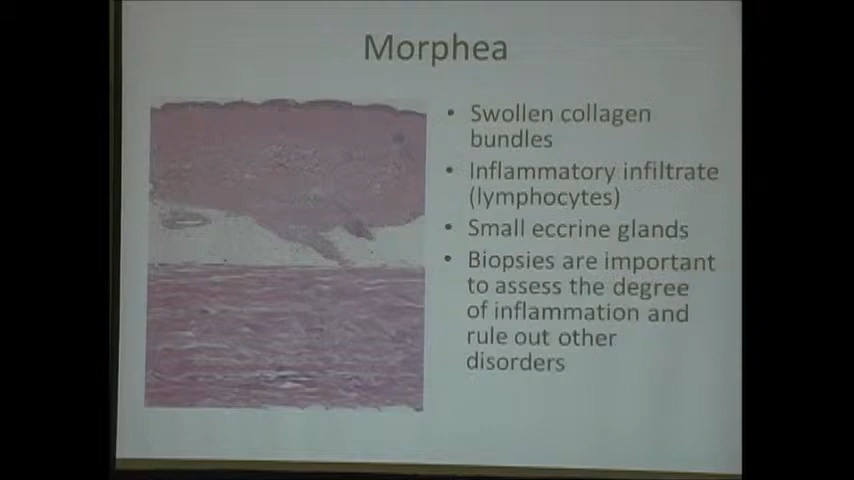 Morphea
• Swollen collagen
bundles
• Inflammatory infiltrate
(lymphocytes)
• Small eccrine glands
• Biopsies are important
to assess the degree
of inflammation and
rule out other
disorders